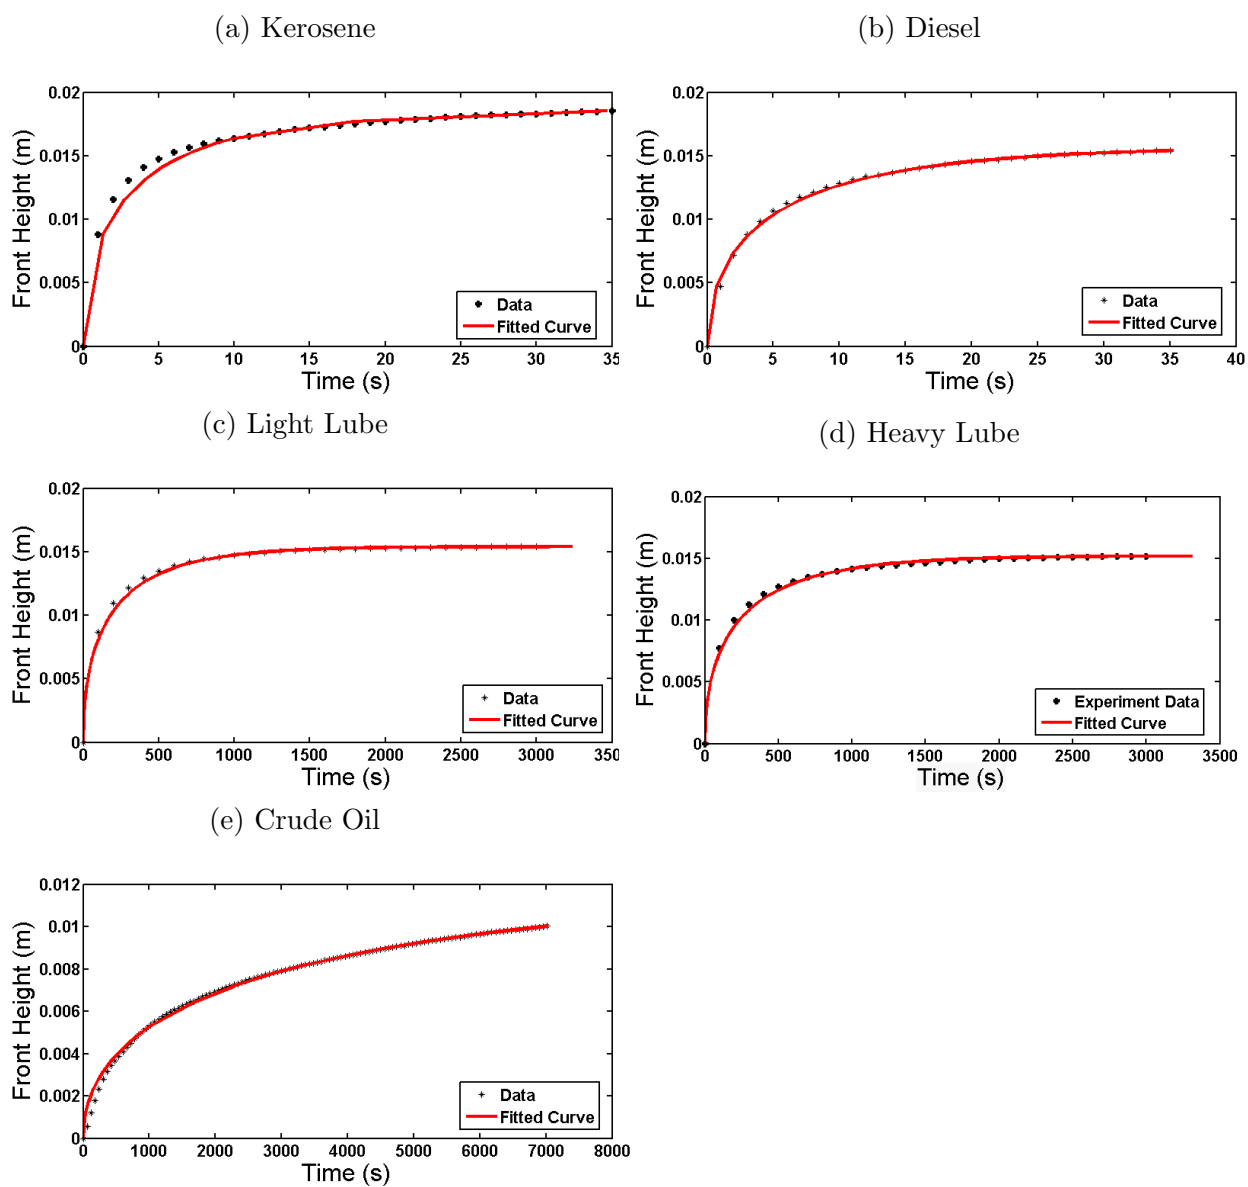 (a) Kerosene
0.02
0.015
0.01
0.005
0
Front Height (m)
0 5 10 15 20 25 30 35
Time (s)
Data
Fitted Curve
(b) Diesel
0.02
0.015
0.01
0.005
0
Front Height (m)
0 5 10 15 20 25 30 35 40
Time (s)
Data
Fitted Curve
(c) Light Lube
0.02
0.015
0.01
0.005
0
Front Height (m)
0 500 1000 1500 2000 2500 3000 350
Time (s)
Data
Fitted Curve
(d) Heavy Lube
0.02
0.015
0.01
0.005
0
Front Height (m)
0 500 1000 1500 2000 2500 3000 3500
Time (s)
Experiment Data
Fitted Curve
(e) Crude Oil
0.012
0.01
0.008
0.006
0.004
0.002
0
Front Height (m)
0 1000 2000 3000 4000 5000 6000 7000 8000
Time (s)
Data
Fitted Curve